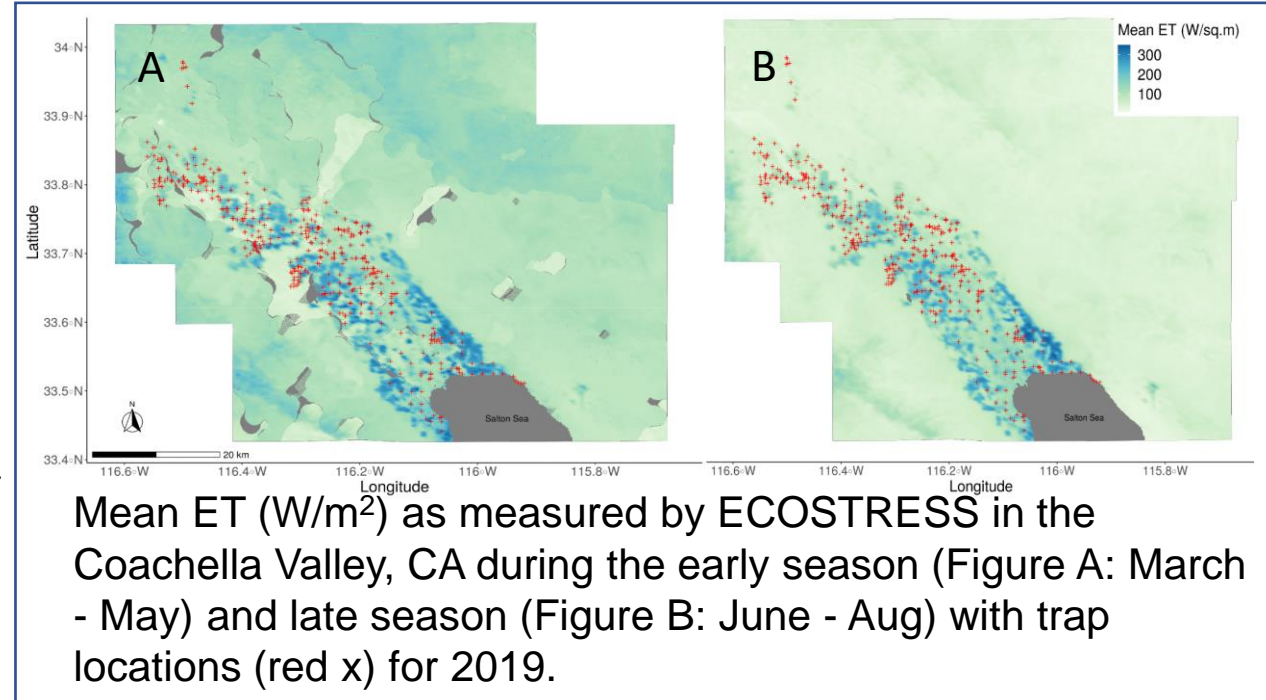 A
B
Mean ET (W/sq.m)
300
200
100
34°N
33.9°N
33.8°N
33.7°N
33.6°N
33.5°N
33.4°N
Latitude
N
20 km
Salton Sea
Salton Sea
116.6°W 116.4°W 116.2°W 116°W 115.8°W
116.6°W 116.4°W 116.2°W 116°W 115.8°W
Longitude
Longitude
Mean ET (W/m²) as measured by ECOSTRESS in the
Coachella Valley, CA during the early season (Figure A: March
- May) and late season (Figure B: June - Aug) with trap
locations (red x) for 2019.